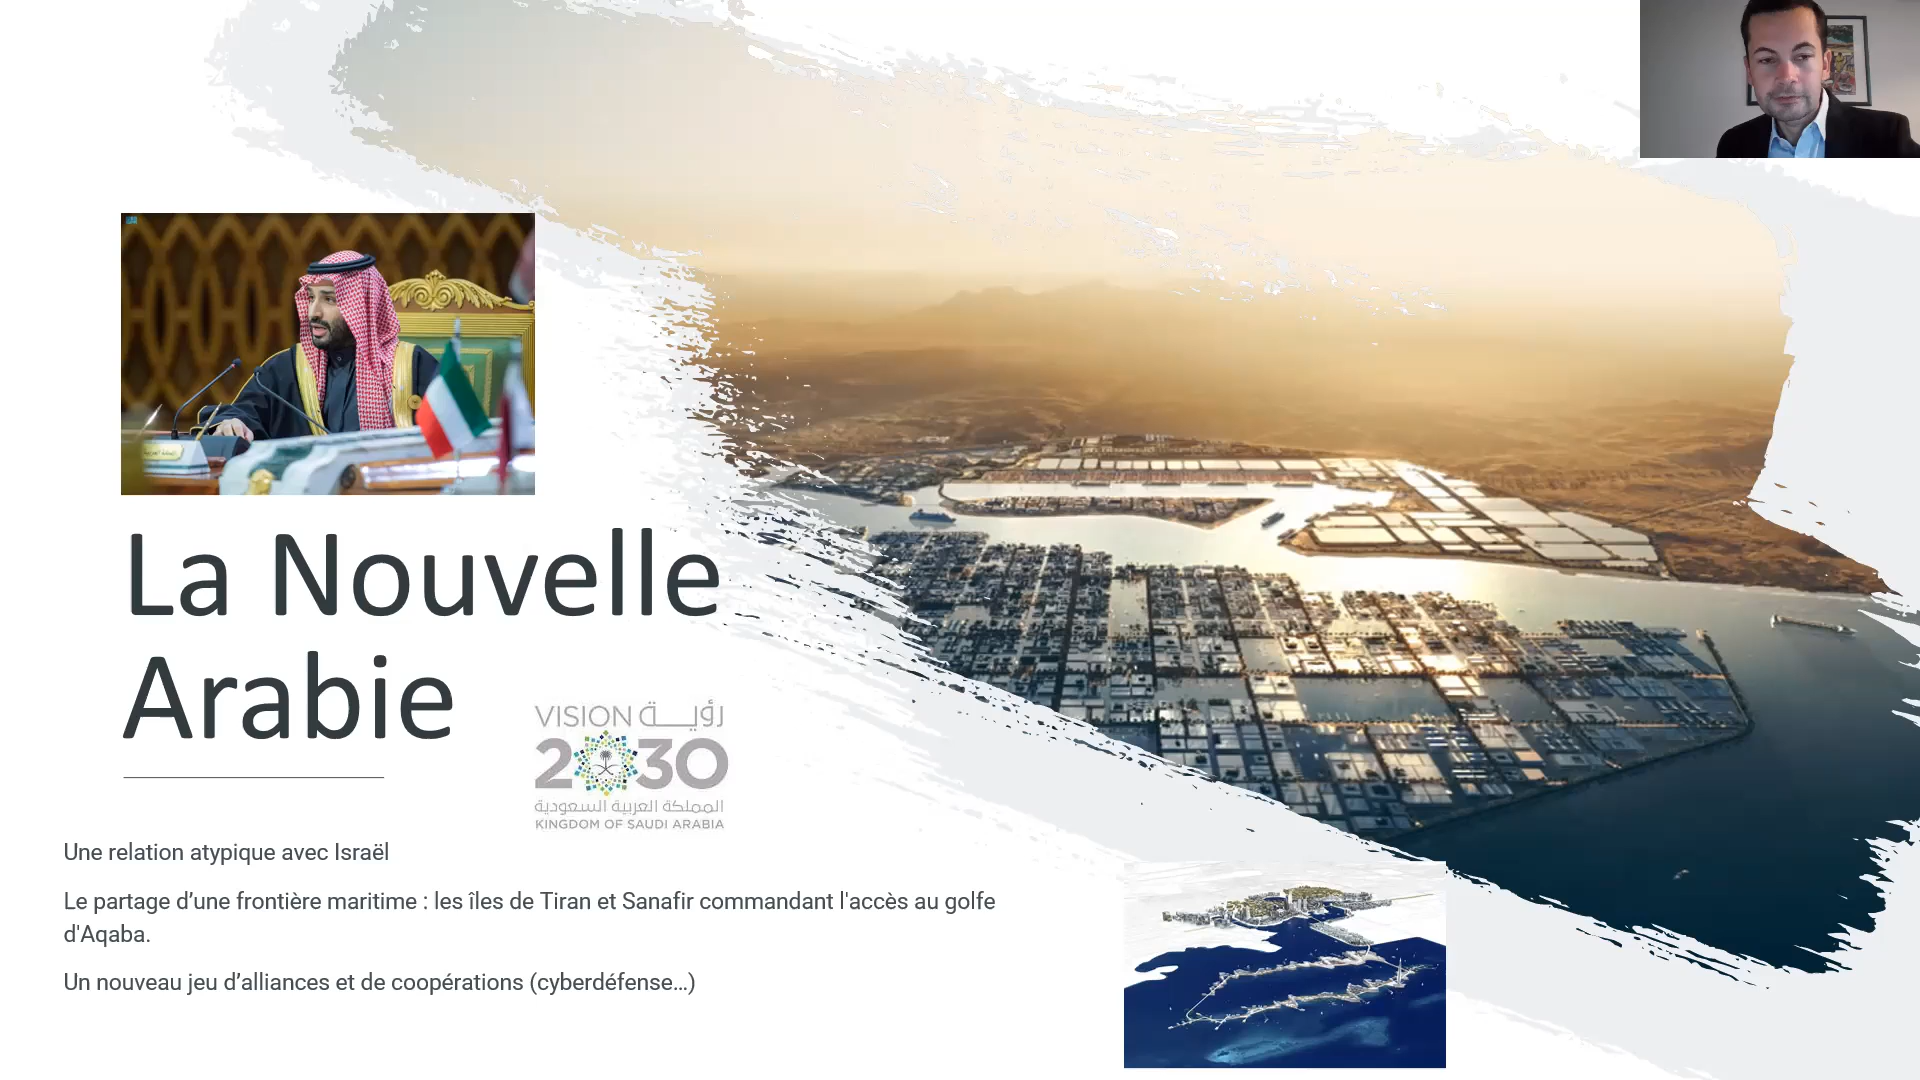 La Nouvelle
Arabie
VISION رؤيـــة
2030
المملكة العربية السعودية
KINGDOM OF SAUDI ARABIA
Une relation atypique avec Israël
Le partage d’une frontière maritime : les îles de Tiran et Sanafir commandant l'accès au golfe
d'Aqaba.
Un nouveau jeu d’alliances et de coopérations (cyberdéfense…)